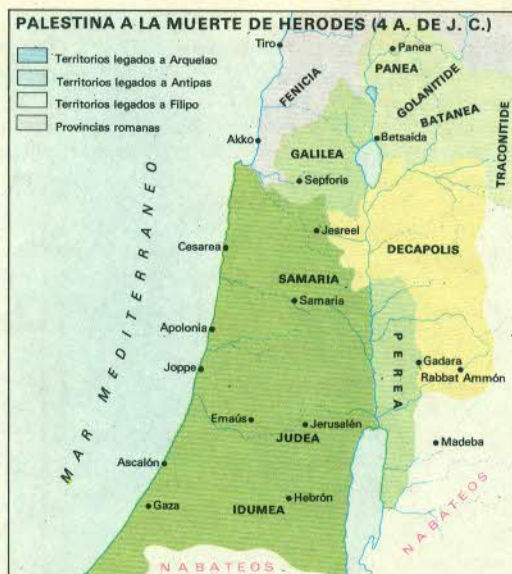 PALESTINA A LA MUERTE DE HERODES (4 A. DE J. C.)
Territorios legados a Arquelao
Territorios legados a Antipas
Territorios legados a Filipo
Provincias romanas
Tiro
Panea
FENICIA
PANEA
GOLANITIDE
BATANEA
TRACONITIDE
Akko
Betsaida
GALILEA
Sepforis
MAR MEDITERRANEO
Jesreel
Cesarea
DECAPOLIS
SAMARIA
Samaria
Apolonia
PEREA
Joppe
Gadara
Rabbat Ammón
Emaús
Jerusalén
JUDEA
Madeba
Ascalón
Gaza
Hebrón
IDUMEA
NABATEOS
NABATEOS